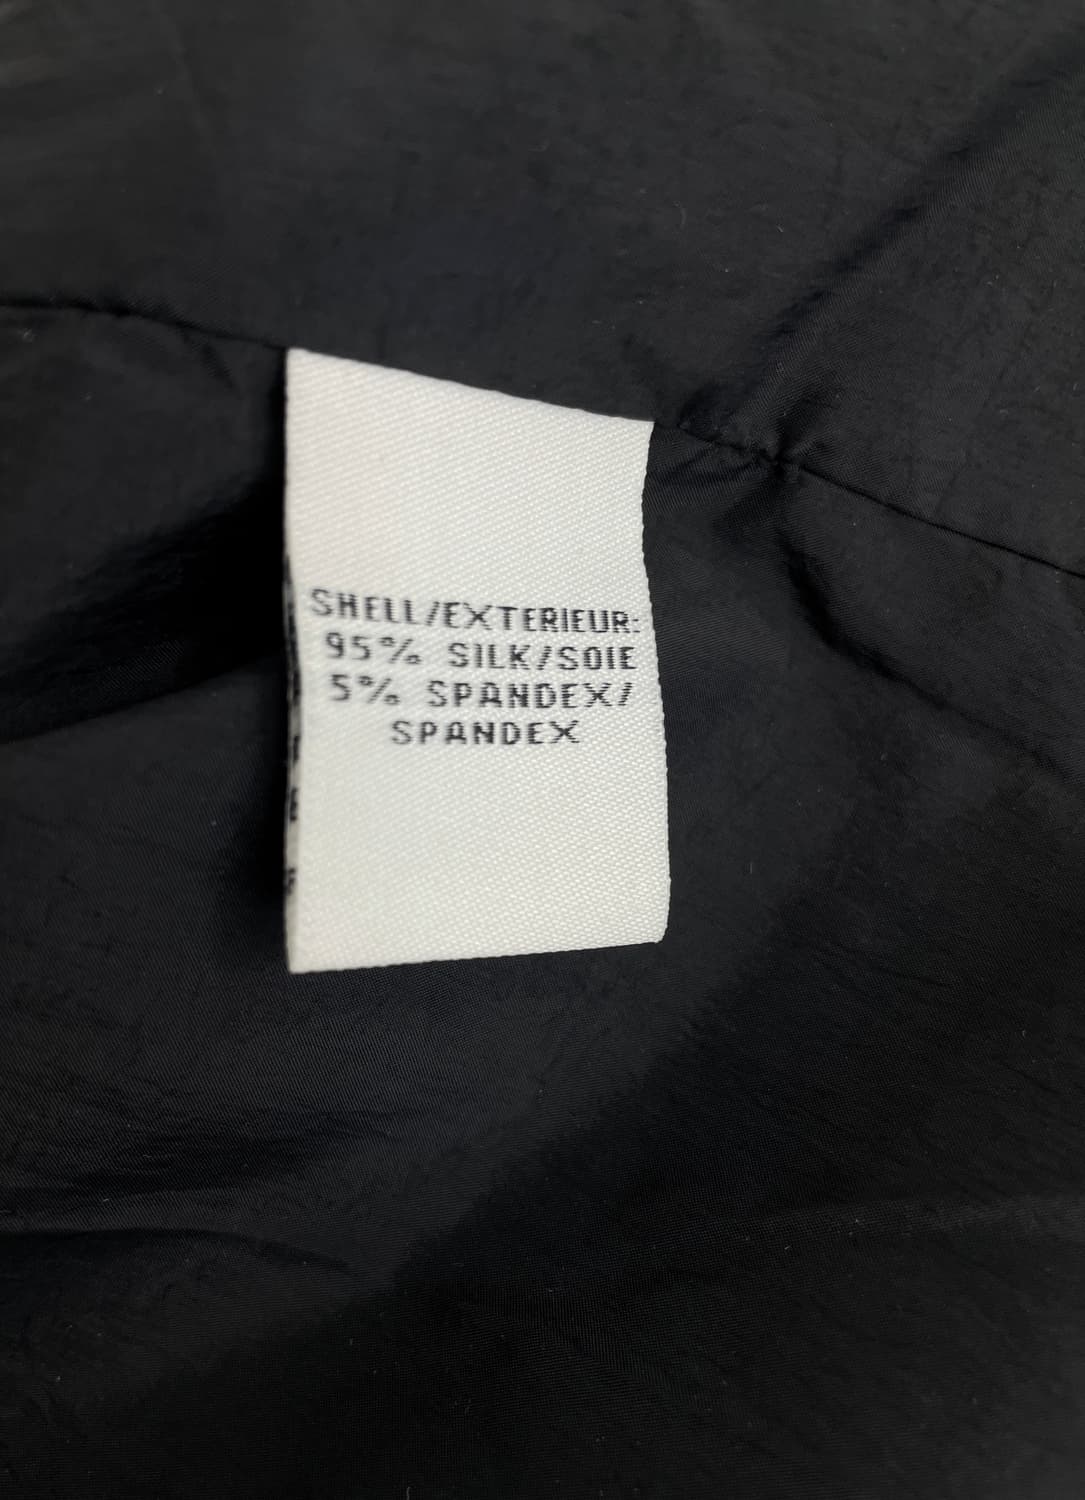 SHELL/EXTERIEUR:
95% SILK/SOIE
5% SPANDEX/
SPANDEX